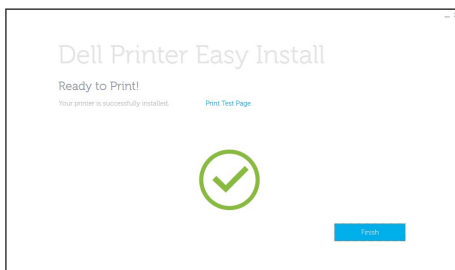 Dell Printer Easy Install
Ready to Print!
Your printer is successfully installed. Print Test Page
Finish